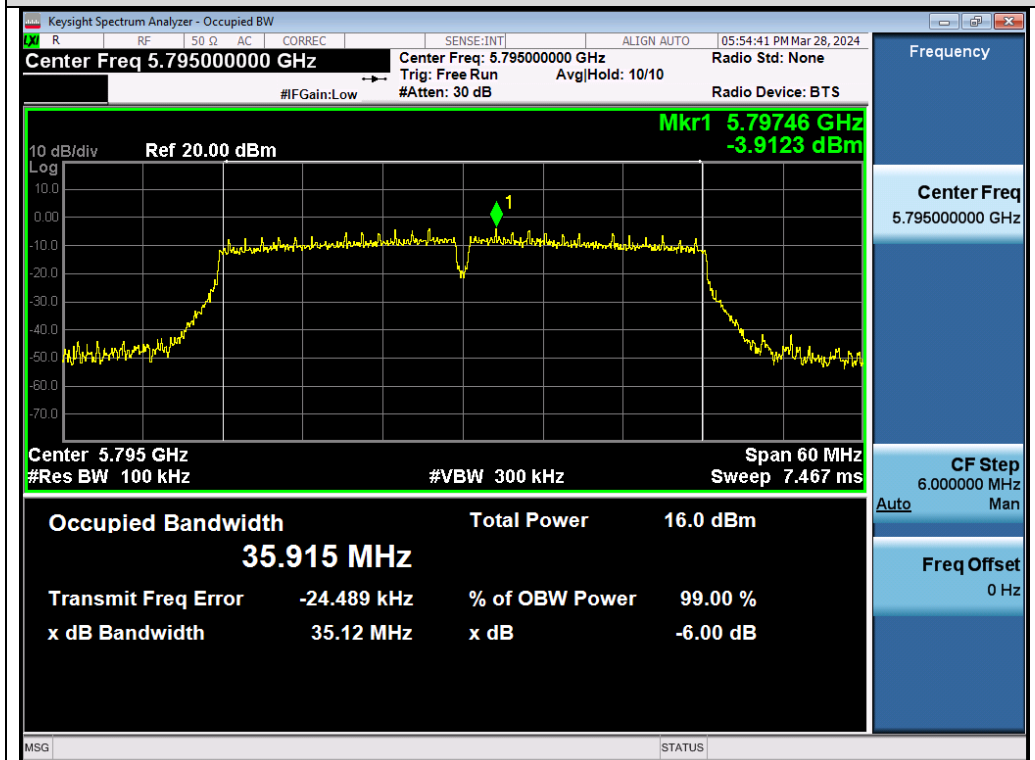 Keysight Spectrum Analyzer - Occupied BW
LXI R RF 50 Ω AC CORREC SENSE:INT ALIGN AUTO 05:54:41 PM Mar 28, 2024
Center Freq 5.795000000 GHz
Center Freq: 5.795000000 GHz
Radio Std: None
Trig: Free Run Avg|Hold: 10/10
#IFGain:Low #Atten: 30 dB
Radio Device: BTS
Frequency
Mkr1 5.79746 GHz
-3.9123 dBm
10 dB/div Ref 20.00 dBm
Log
10.0
0.00
-10.0
-20.0
-30.0
-40.0
-50.0
-60.0
-70.0
1
Center 5.795 GHz Span 60 MHz
#Res BW 100 kHz #VBW 300 kHz Sweep 7.467 ms
Occupied Bandwidth Total Power 16.0 dBm
35.915 MHz
Transmit Freq Error -24.489 kHz % of OBW Power 99.00 %
x dB Bandwidth 35.12 MHz x dB -6.00 dB
Center Freq
5.795000000 GHz
CF Step
6.000000 MHz
Auto Man
Freq Offset
0 Hz
MSG STATUS